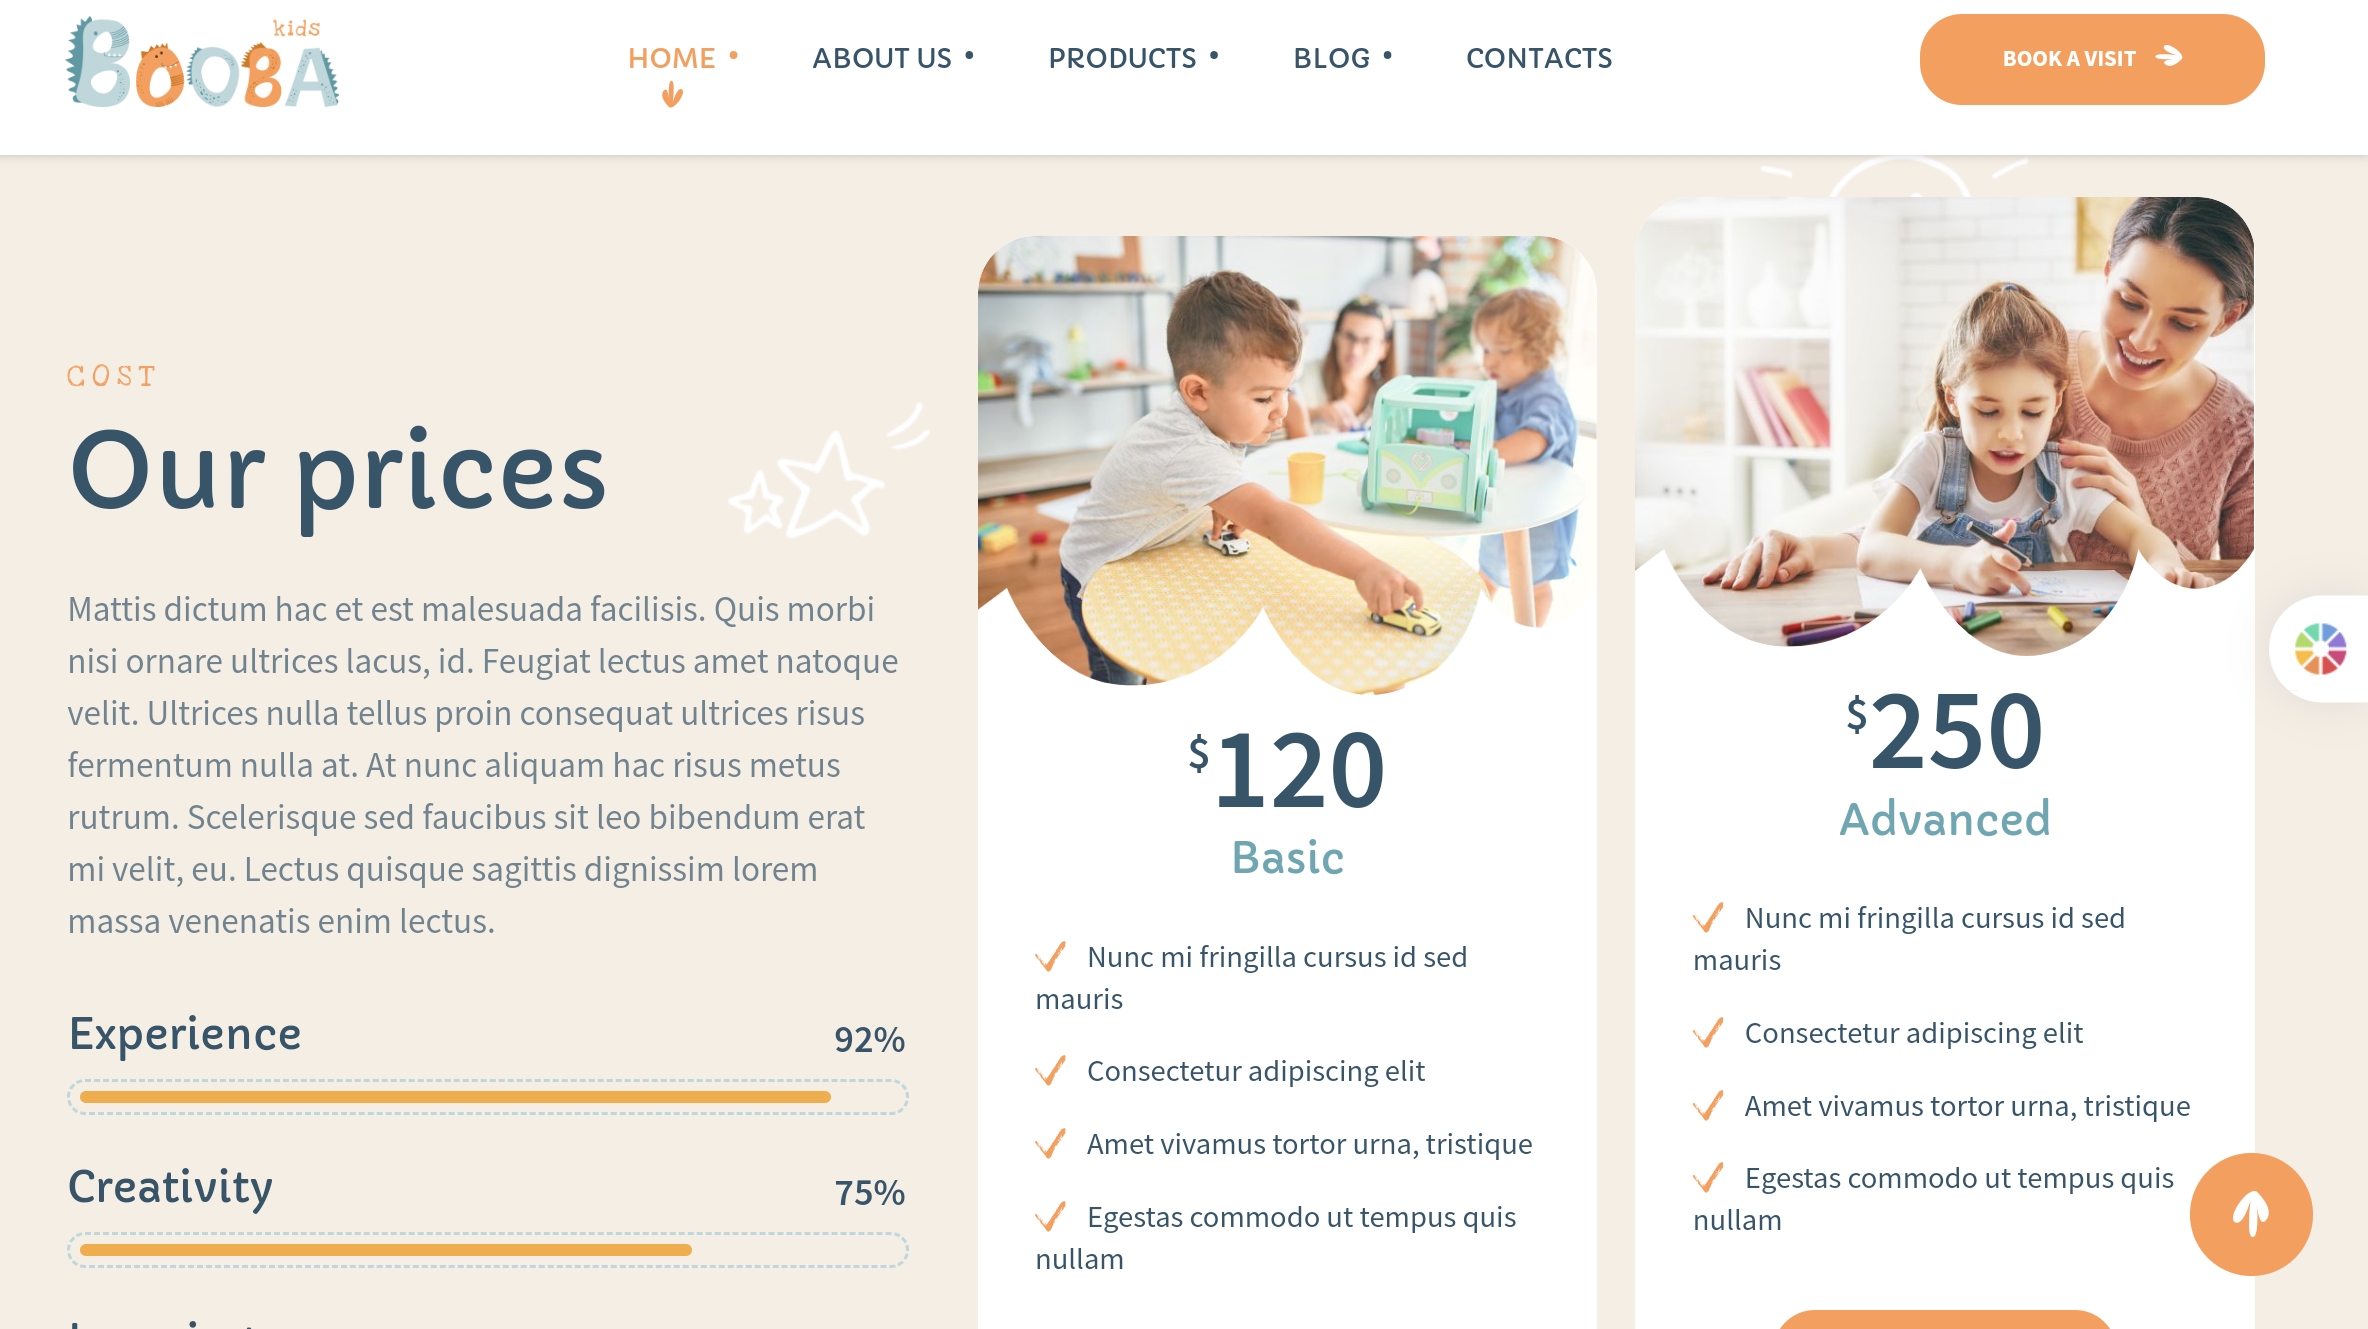 BOOBA
kids
HOME
ABOUT US
PRODUCTS
BLOG
CONTACTS
BOOK A VISIT
COST
Our prices
Mattis dictum hac et est malesuada facilisis. Quis morbi
nisi ornare ultrices lacus, id. Feugiat lectus amet natoque
velit. Ultrices nulla tellus proin consequat ultrices risus
fermentum nulla at. At nunc aliquam hac risus metus
rutrum. Scelerisque sed faucibus sit leo bibendum erat
mi velit, eu. Lectus quisque sagittis dignissim lorem
massa venenatis enim lectus.
Experience
92%
Creativity
75%
$120
Basic
Nunc mi fringilla cursus id sed
mauris
Consectetur adipiscing elit
Amet vivamus tortor urna, tristique
Egestas commodo ut tempus quis
nullam
$250
Advanced
Nunc mi fringilla cursus id sed
mauris
Consectetur adipiscing elit
Amet vivamus tortor urna, tristique
Egestas commodo ut tempus quis
nullam